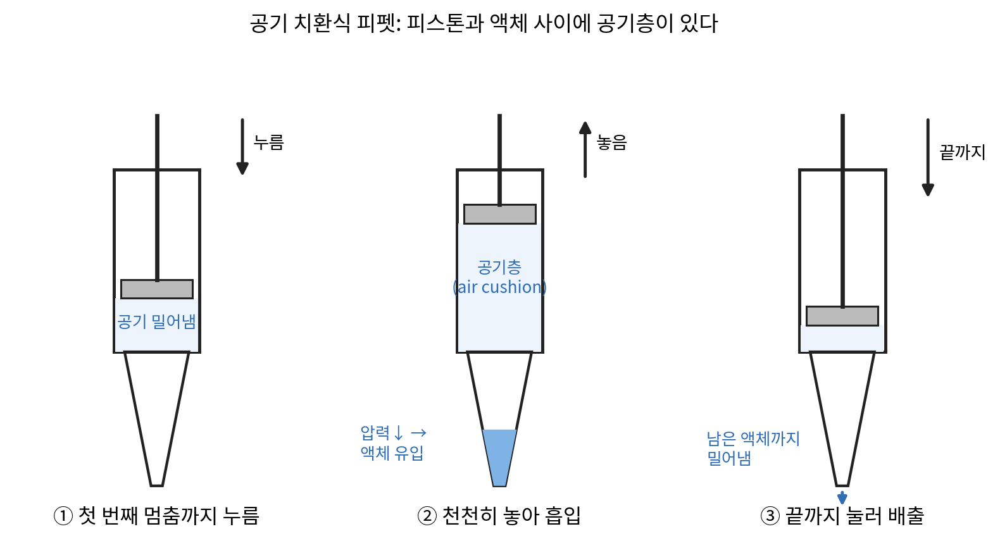 공기 치환식 피펫: 피스톤과 액체 사이에 공기층이 있다
누름
놓음
끝까지
공기층
(air cushion)
공기 밀어냄
압력↓ →
액체 유입
남은 액체까지
밀어냄
① 첫 번째 멈춤까지 누름
② 천천히 놓아 흡입
③ 끝까지 눌러 배출